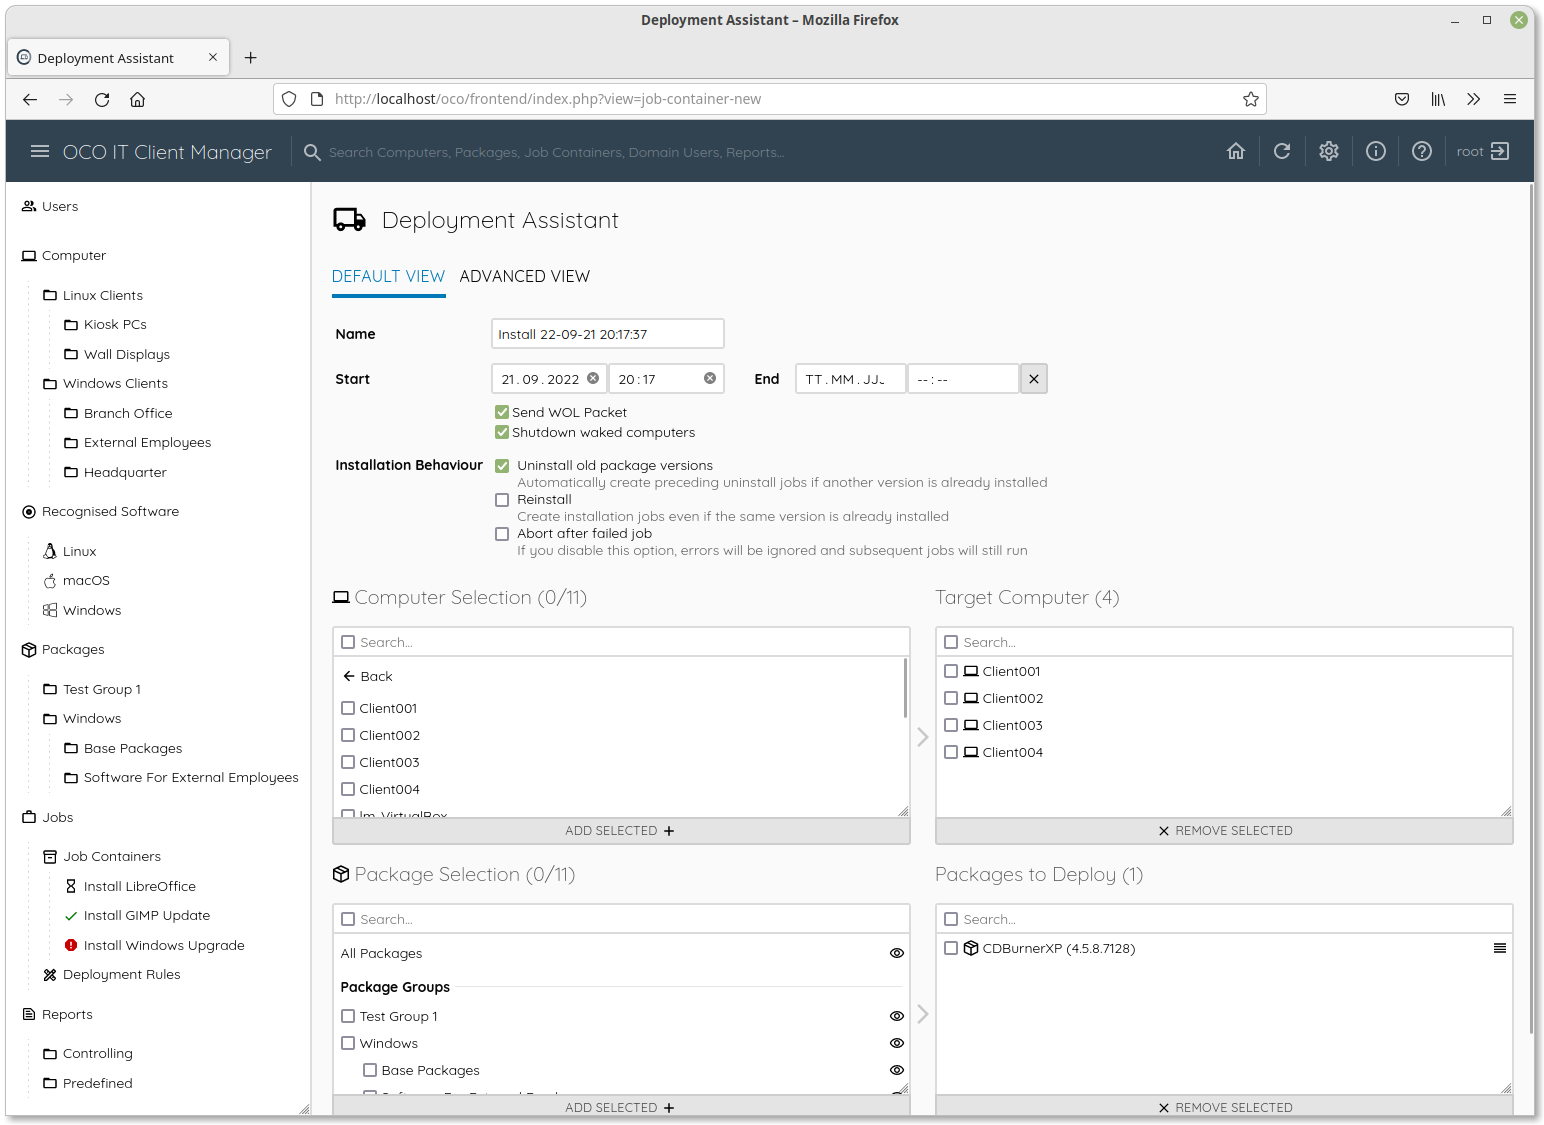 Deployment Assistant – Mozilla Firefox
Deployment Assistant
http://localhost/oco/frontend/index.php?view=job-container-new
OCO IT Client Manager
Search Computers, Packages, Job Containers, Domain Users, Reports...
root
Users
Computer
Linux Clients
Kiosk PCs
Wall Displays
Windows Clients
Branch Office
External Employees
Headquarter
Recognised Software
Linux
macOS
Windows
Packages
Test Group 1
Windows
Base Packages
Software For External Employees
Jobs
Job Containers
Install LibreOffice
Install GIMP Update
Install Windows Upgrade
Deployment Rules
Reports
Controlling
Predefined
Deployment Assistant
DEFAULT VIEW ADVANCED VIEW
Name Install 22-09-21 20:17:37
Start 21.09.2022 20:17 End TT.MM.JJJ --:--
Send WOL Packet
Shutdown waked computers
Installation Behaviour Uninstall old package versions
Automatically create preceding uninstall jobs if another version is already installed
Reinstall
Create installation jobs even if the same version is already installed
Abort after failed job
If you disable this option, errors will be ignored and subsequent jobs will still run
Computer Selection (0/11)
Search...
Back
Client001
Client002
Client003
Client004
lm-VirtualBox
ADD SELECTED
Target Computer (4)
Search...
Client001
Client002
Client003
Client004
REMOVE SELECTED
Package Selection (0/11)
Search...
All Packages
Package Groups
Test Group 1
Windows
Base Packages
ADD SELECTED
Packages to Deploy (1)
Search...
CDBurnerXP (4.5.8.7128)
REMOVE SELECTED